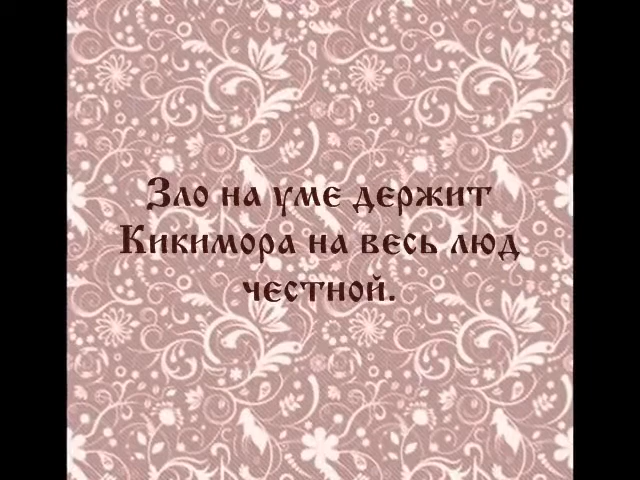 Зло на уме держит
Кикимора на весь люд
честной.